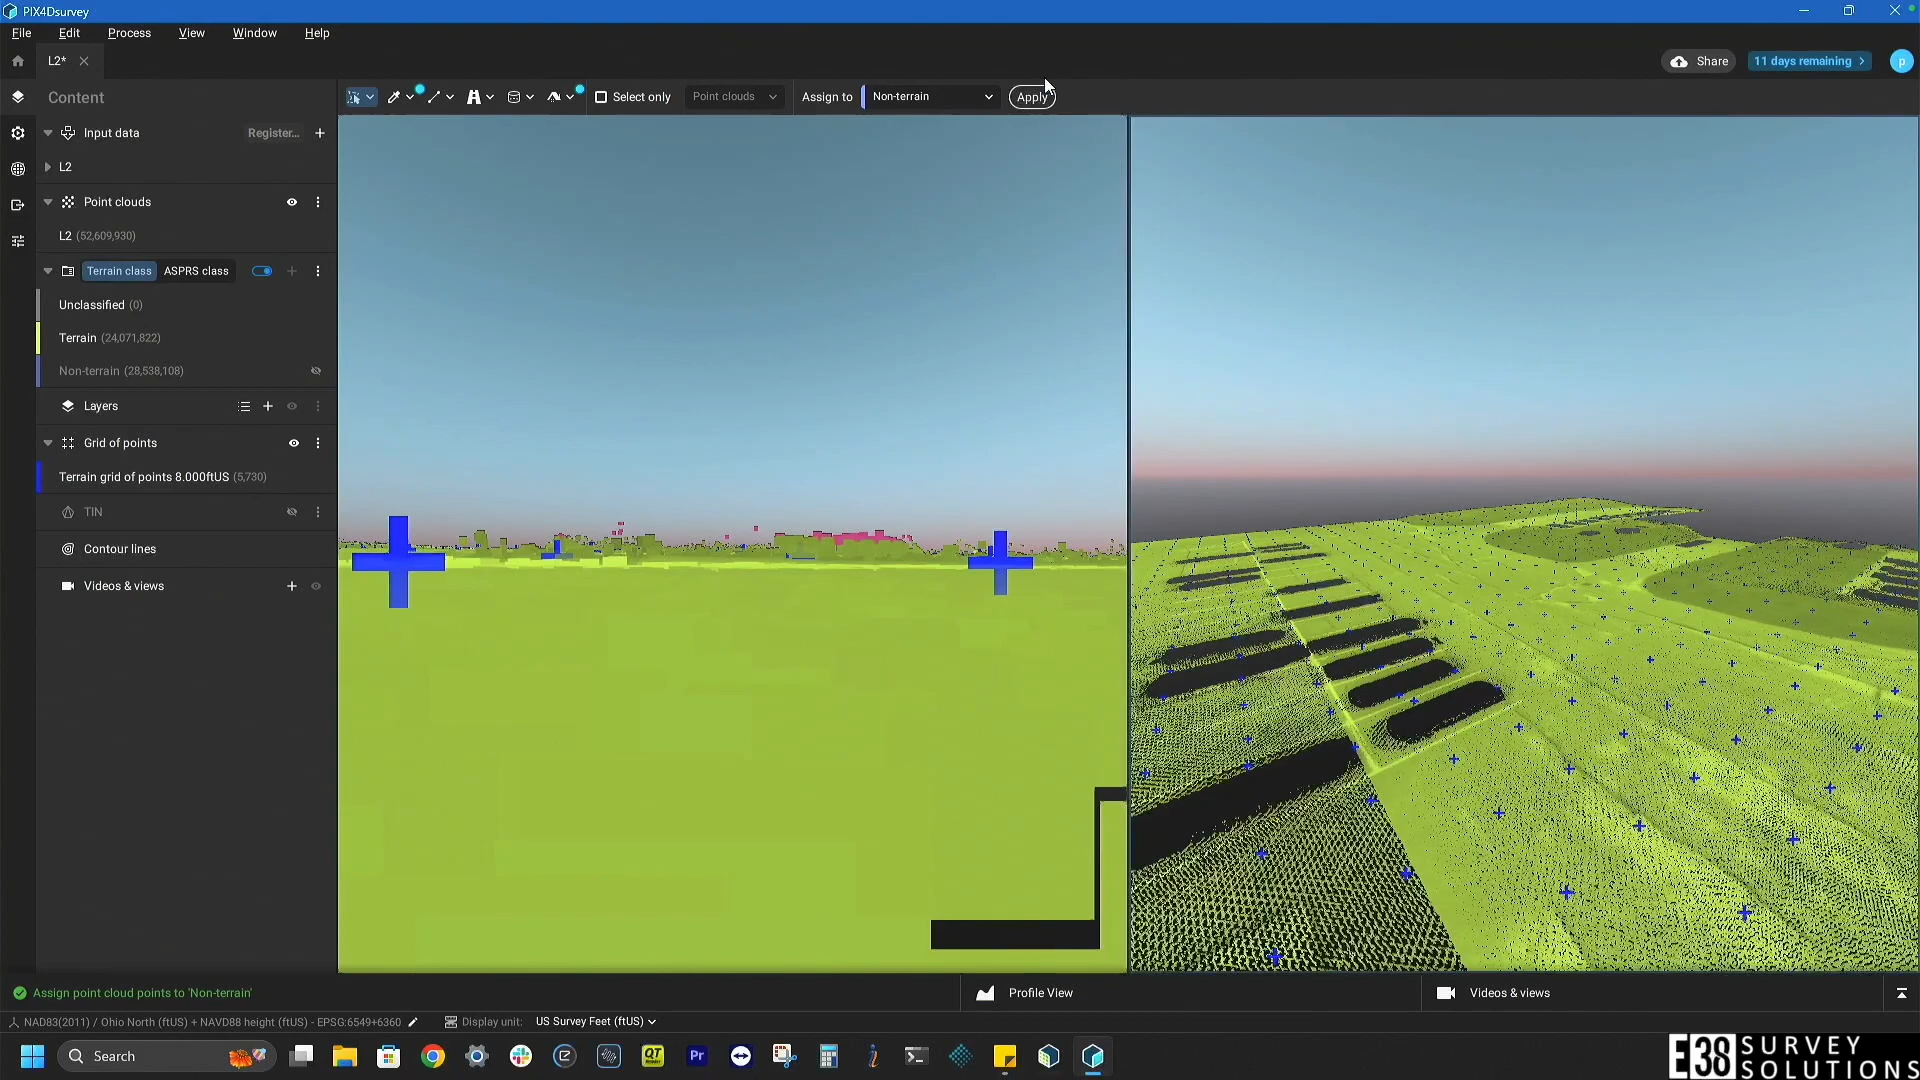 PIX4Dsurvey
File Edit Process View Window Help
L2*
Share
11 days remaining
p
Content
Select only
Point clouds
Assign to
Non-terrain
Apply
Input data
Register...
L2
Point clouds
L2 (52,609,930)
Terrain class ASPRS class
Unclassified (0)
Terrain (24,071,822)
Non-terrain (28,538,108)
Layers
Grid of points
Terrain grid of points 8.000ftUS (5,730)
TIN
Contour lines
Videos & views
Assign point cloud points to 'Non-terrain'
Profile View
Videos & views
NAD83(2011) / Ohio North (ftUS) + NAVD88 height (ftUS) - EPSG:6549+6360
Display unit: US Survey Feet (ftUS)
Search
QT
Reader
Pr
E38 SURVEY
SOLUTIONS